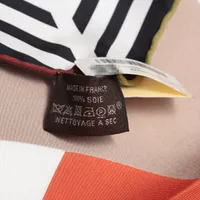 MADE IN FRANCE
100% SOIE
NETTOYAGE A SEC